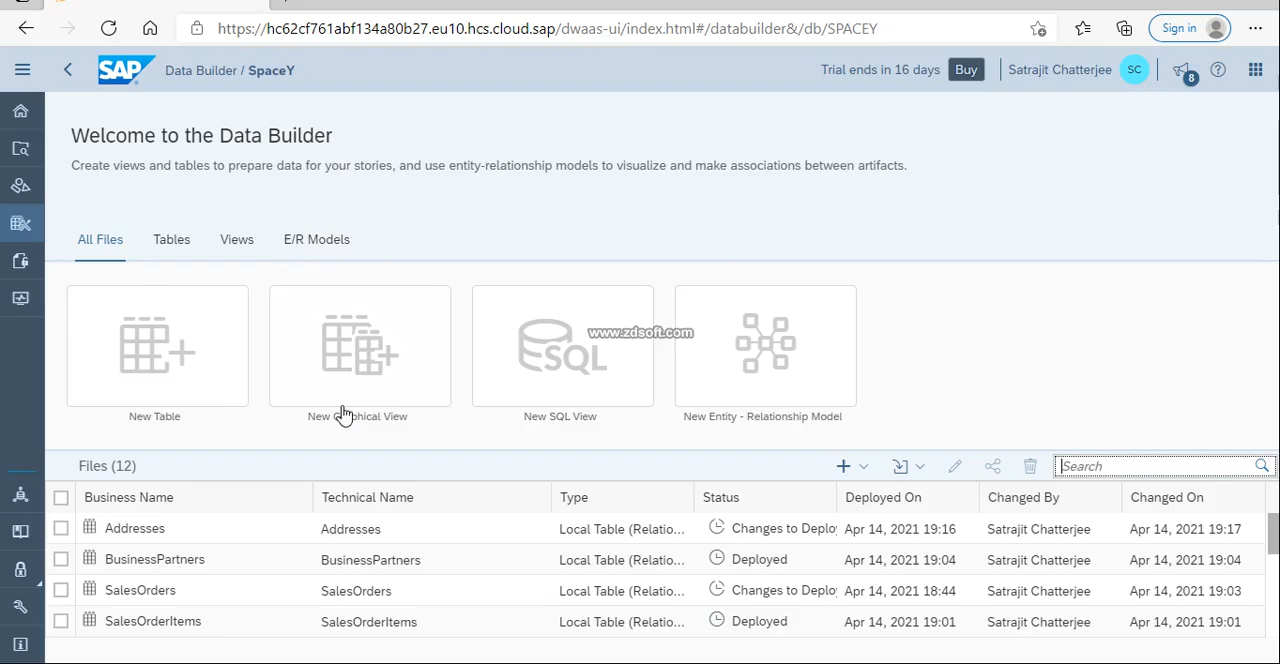 https://hc62cf761abf134a80b27.eu10.hcs.cloud.sap/dwaas-ui/index.html#/databuilder&/db/SPACEY
Sign in
SAP
Data Builder / SpaceY
Trial ends in 16 days
Buy
Satrajit Chatterjee
SC
8
Welcome to the Data Builder
Create views and tables to prepare data for your stories, and use entity-relationship models to visualize and make associations between artifacts.
All Files Tables Views E/R Models
SQL
www.zdsoft.com
New Table New Graphical View New SQL View New Entity - Relationship Model
Files (12)
Search
Business Name Technical Name Type Status Deployed On Changed By Changed On
Addresses Addresses Local Table (Relatio... Changes to Deploy Apr 14, 2021 19:16 Satrajit Chatterjee Apr 14, 2021 19:17
BusinessPartners BusinessPartners Local Table (Relatio... Deployed Apr 14, 2021 19:04 Satrajit Chatterjee Apr 14, 2021 19:04
SalesOrders SalesOrders Local Table (Relatio... Changes to Deploy Apr 14, 2021 18:44 Satrajit Chatterjee Apr 14, 2021 19:03
SalesOrderItems SalesOrderItems Local Table (Relatio... Deployed Apr 14, 2021 19:01 Satrajit Chatterjee Apr 14, 2021 19:01